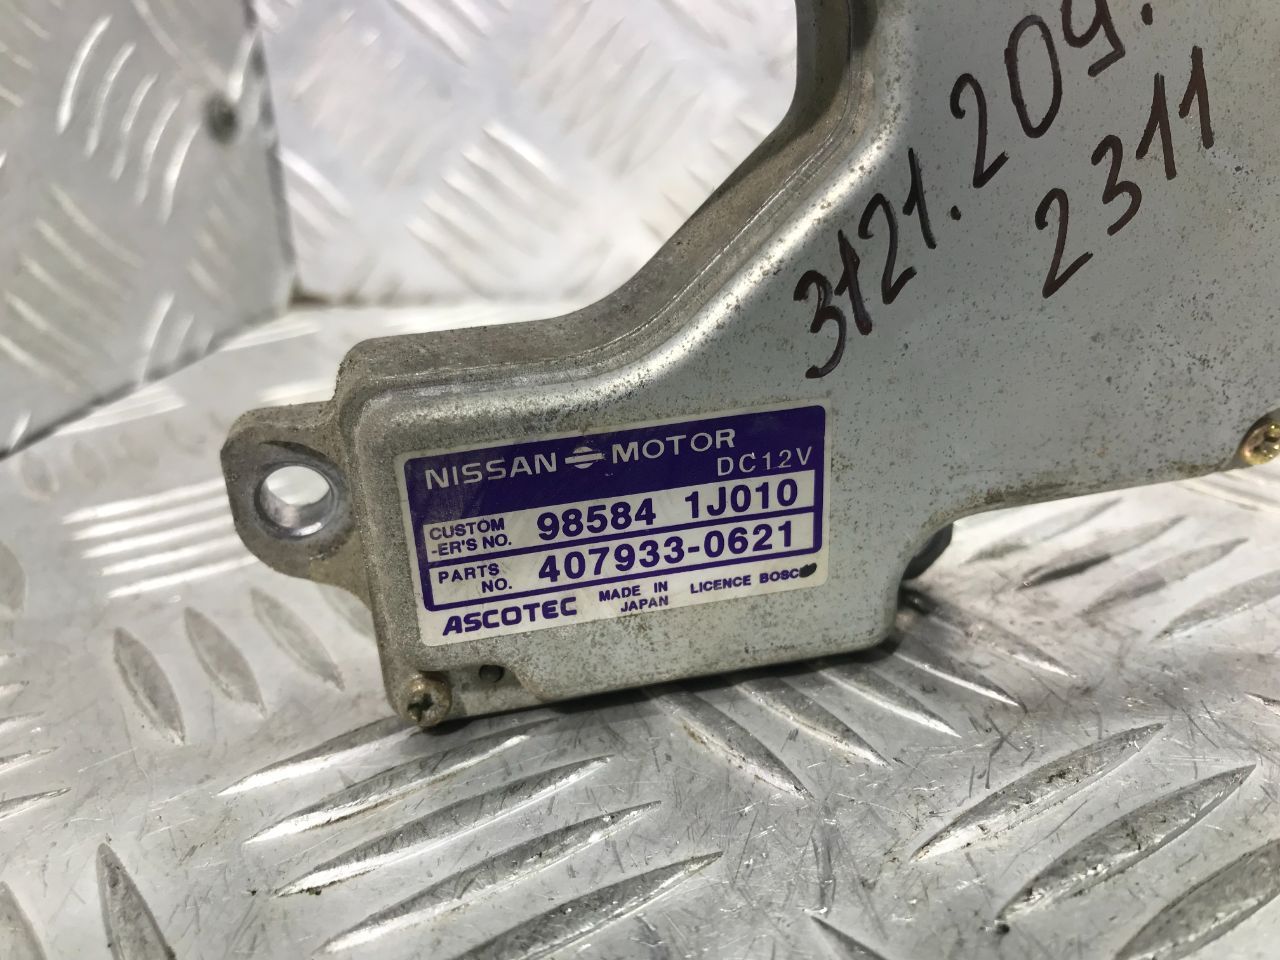 3121.209.
2311
NISSAN MOTOR
DC12V
CUSTOM
-ER'S NO. 98584 1J010
PARTS
NO. 407933-0621
ASCOTEC MADE IN
JAPAN LICENCE BOSC